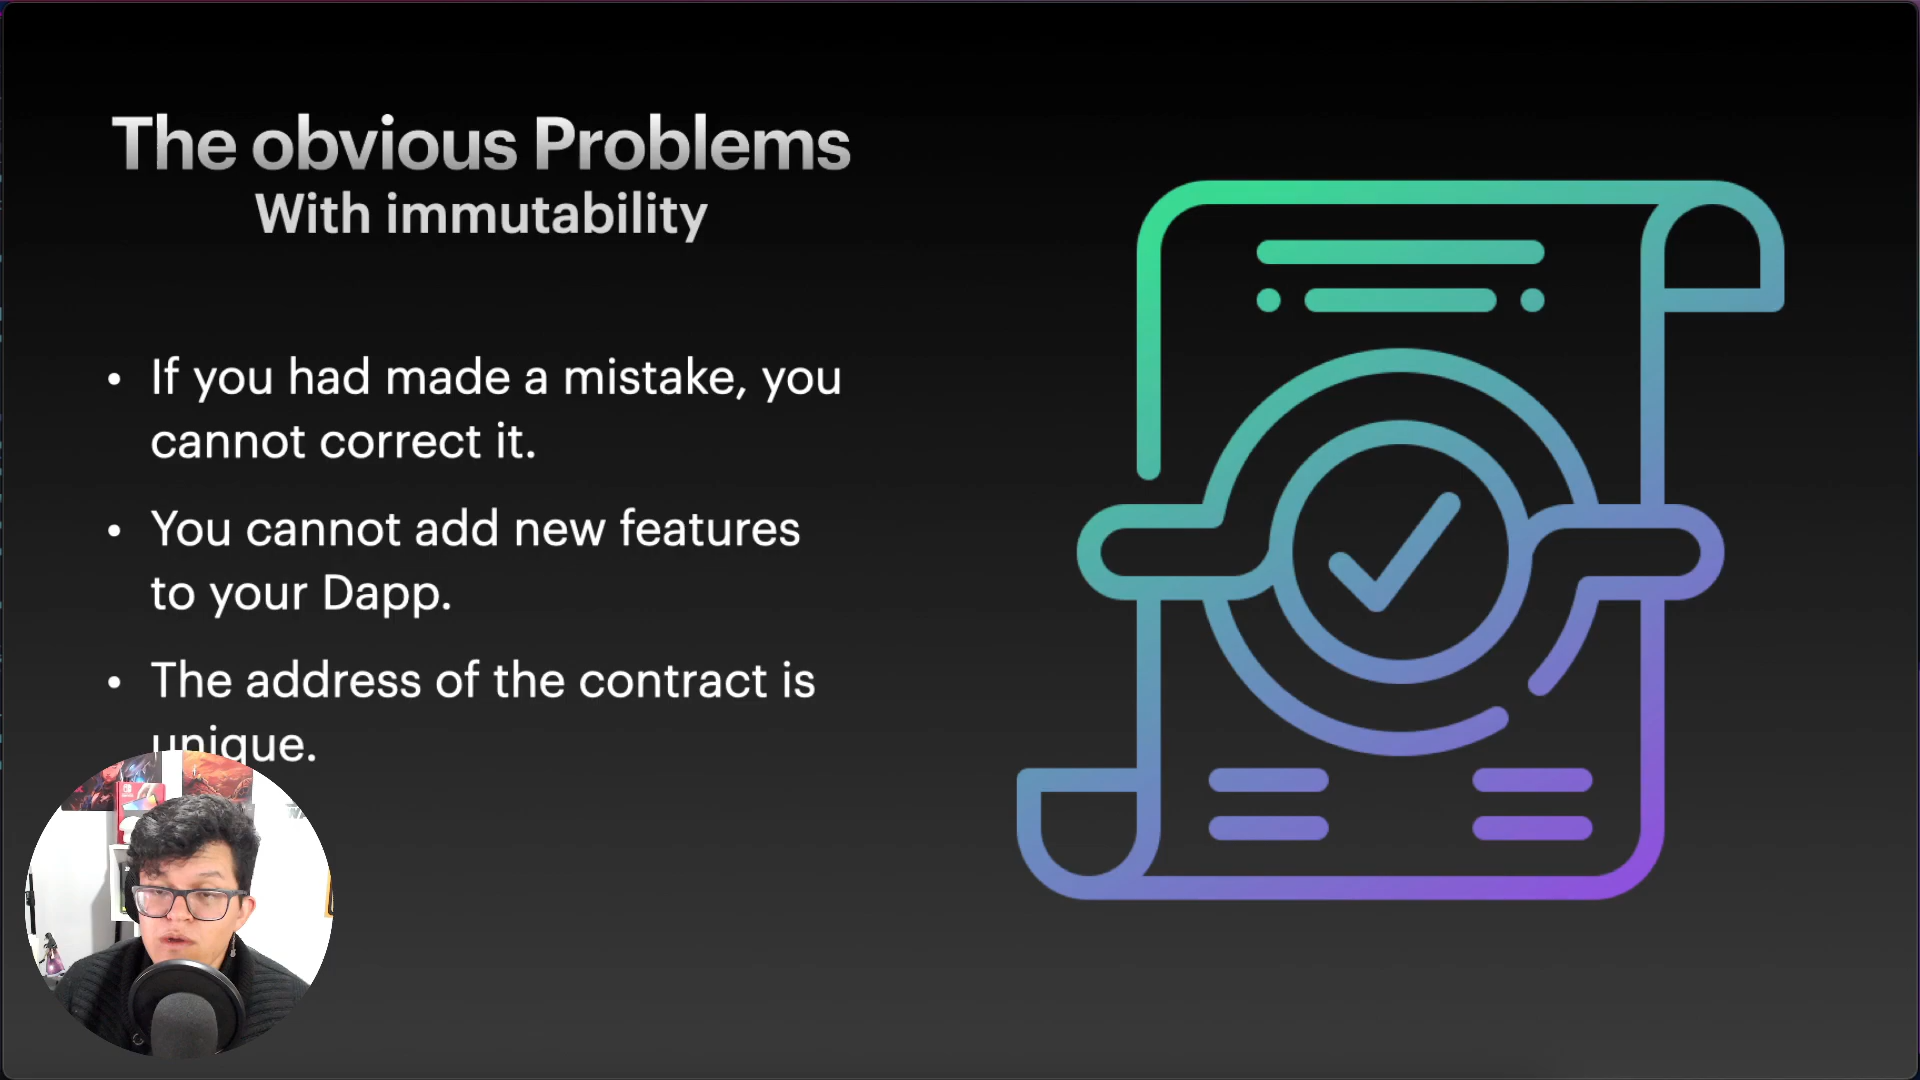 The obvious Problems
With immutability
• If you had made a mistake, you
cannot correct it.
• You cannot add new features
to your Dapp.
• The address of the contract is
unique.